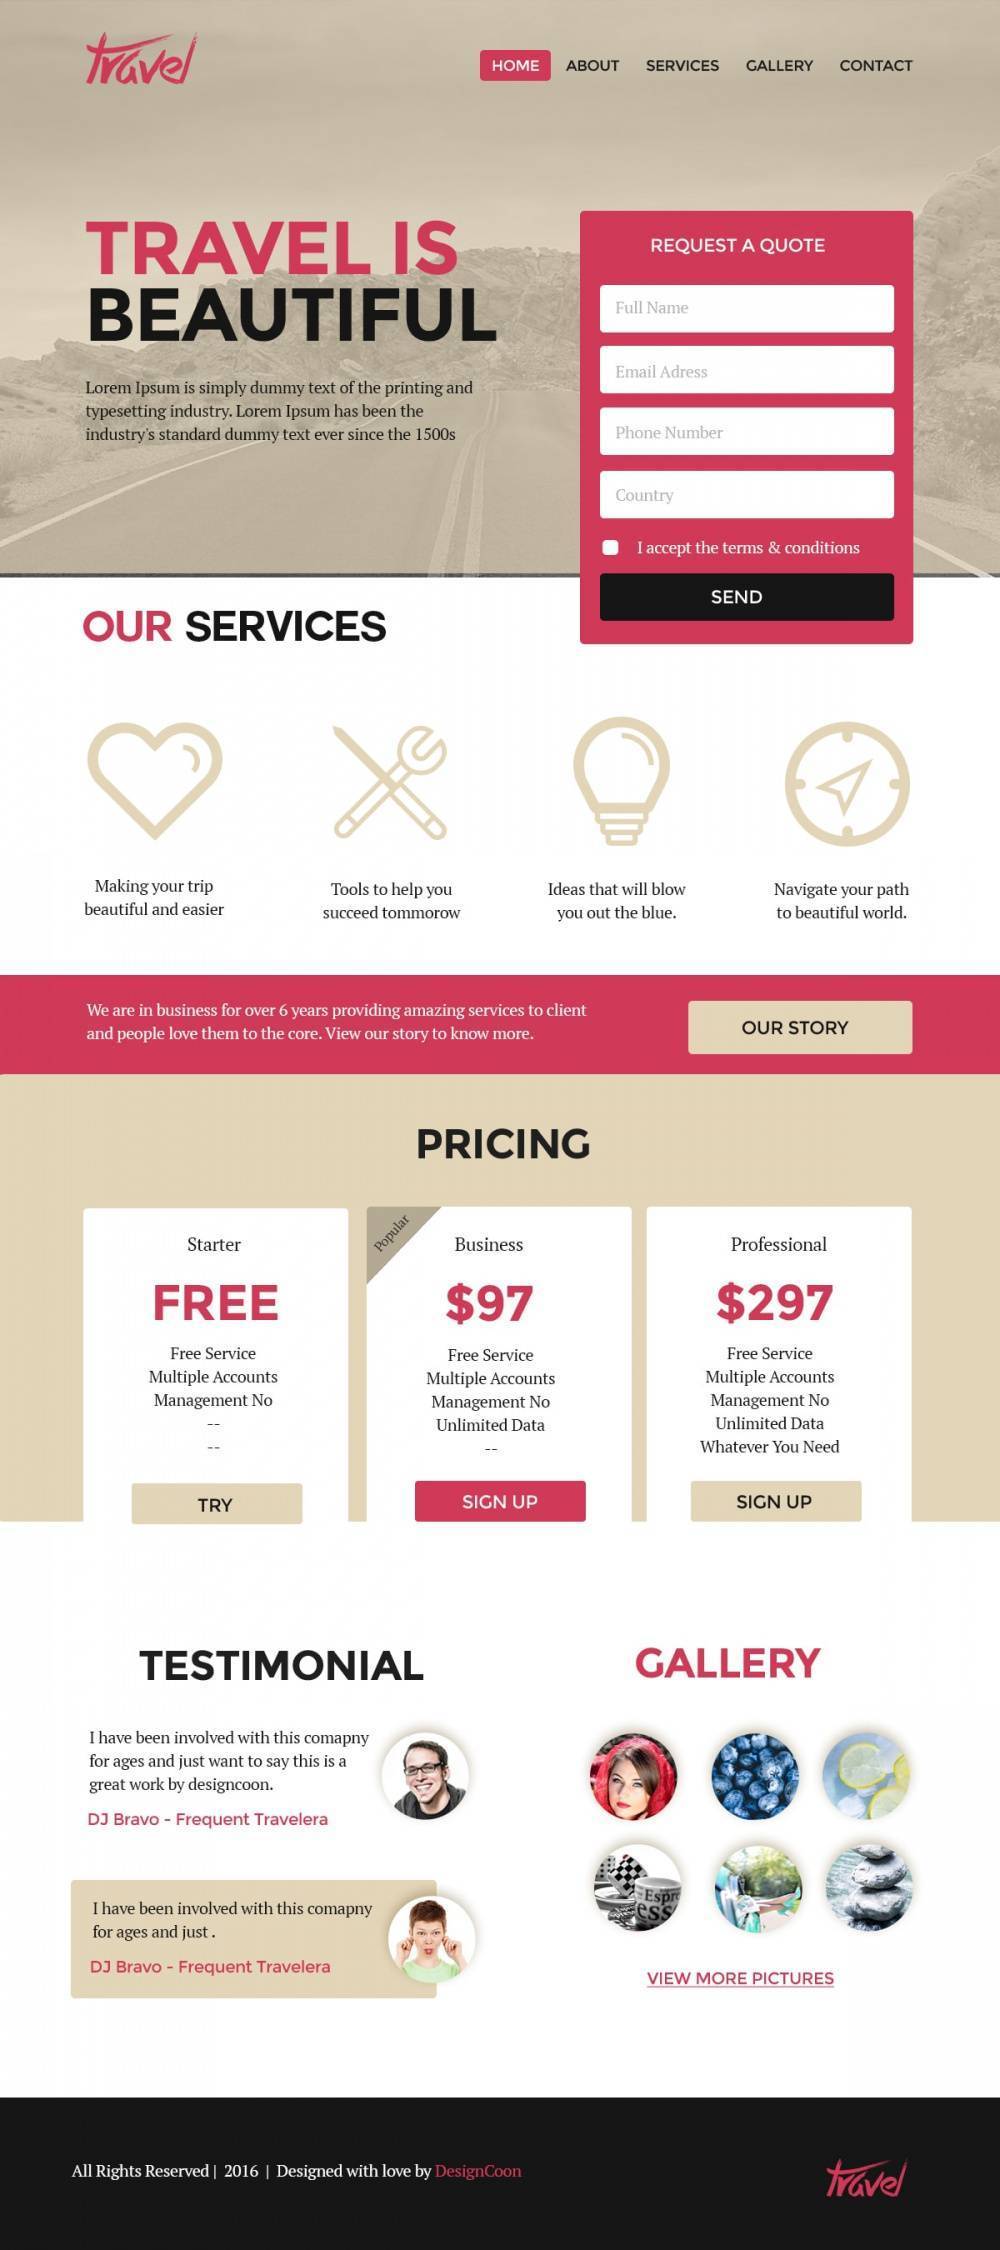 travel
HOME ABOUT SERVICES GALLERY CONTACT
TRAVEL IS
BEAUTIFUL
Lorem Ipsum is simply dummy text of the printing and
typesetting industry. Lorem Ipsum has been the
industry's standard dummy text ever since the 1500s
REQUEST A QUOTE
Full Name
Email Adress
Phone Number
Country
I accept the terms & conditions
SEND
OUR SERVICES
Making your trip
beautiful and easier
Tools to help you
succeed tommorow
Ideas that will blow
you out the blue.
Navigate your path
to beautiful world.
We are in business for over 6 years providing amazing services to client
and people love them to the core. View our story to know more.
OUR STORY
PRICING
Starter
FREE
Free Service
Multiple Accounts
Management No
--
--
TRY
Popular
Business
$97
Free Service
Multiple Accounts
Management No
Unlimited Data
--
SIGN UP
Professional
$297
Free Service
Multiple Accounts
Management No
Unlimited Data
Whatever You Need
SIGN UP
TESTIMONIAL
I have been involved with this comapny
for ages and just want to say this is a
great work by designcoon.
DJ Bravo - Frequent Travelera
I have been involved with this comapny
for ages and just .
DJ Bravo - Frequent Travelera
GALLERY
Espre
ess
VIEW MORE PICTURES
All Rights Reserved | 2016 | Designed with love by DesignCoon
travel